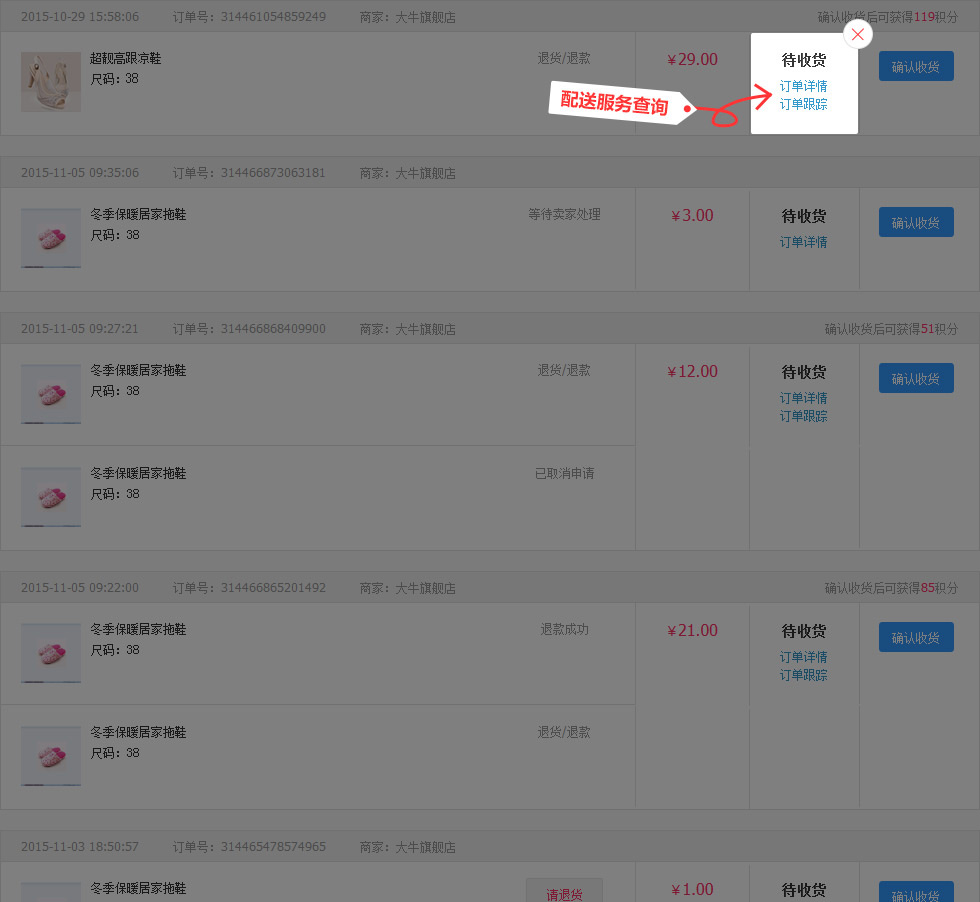 2015-10-29 15:58:06 订单号：314461054859249 商家：大牛旗舰店 确认收货后可获得119积分
超靓高跟凉鞋 退货/退款 ￥29.00 待收货 确认收货
尺码：38 订单详情
配送服务查询 订单跟踪
2015-11-05 09:35:06 订单号：314466873063181 商家：大牛旗舰店
冬季保暖居家拖鞋 等待卖家处理 ￥3.00 待收货 确认收货
尺码：38 订单详情
2015-11-05 09:27:21 订单号：314466868409900 商家：大牛旗舰店 确认收货后可获得51积分
冬季保暖居家拖鞋 退货/退款 ￥12.00 待收货 确认收货
尺码：38 订单详情
订单跟踪
冬季保暖居家拖鞋 已取消申请
尺码：38
2015-11-05 09:22:00 订单号：314466865201492 商家：大牛旗舰店 确认收货后可获得85积分
冬季保暖居家拖鞋 退款成功 ￥21.00 待收货 确认收货
尺码：38 订单详情
订单跟踪
冬季保暖居家拖鞋 退货/退款
尺码：38
2015-11-03 18:50:57 订单号：314465478574965 商家：大牛旗舰店
冬季保暖居家拖鞋 请退货 ￥1.00 待收货 确认收货